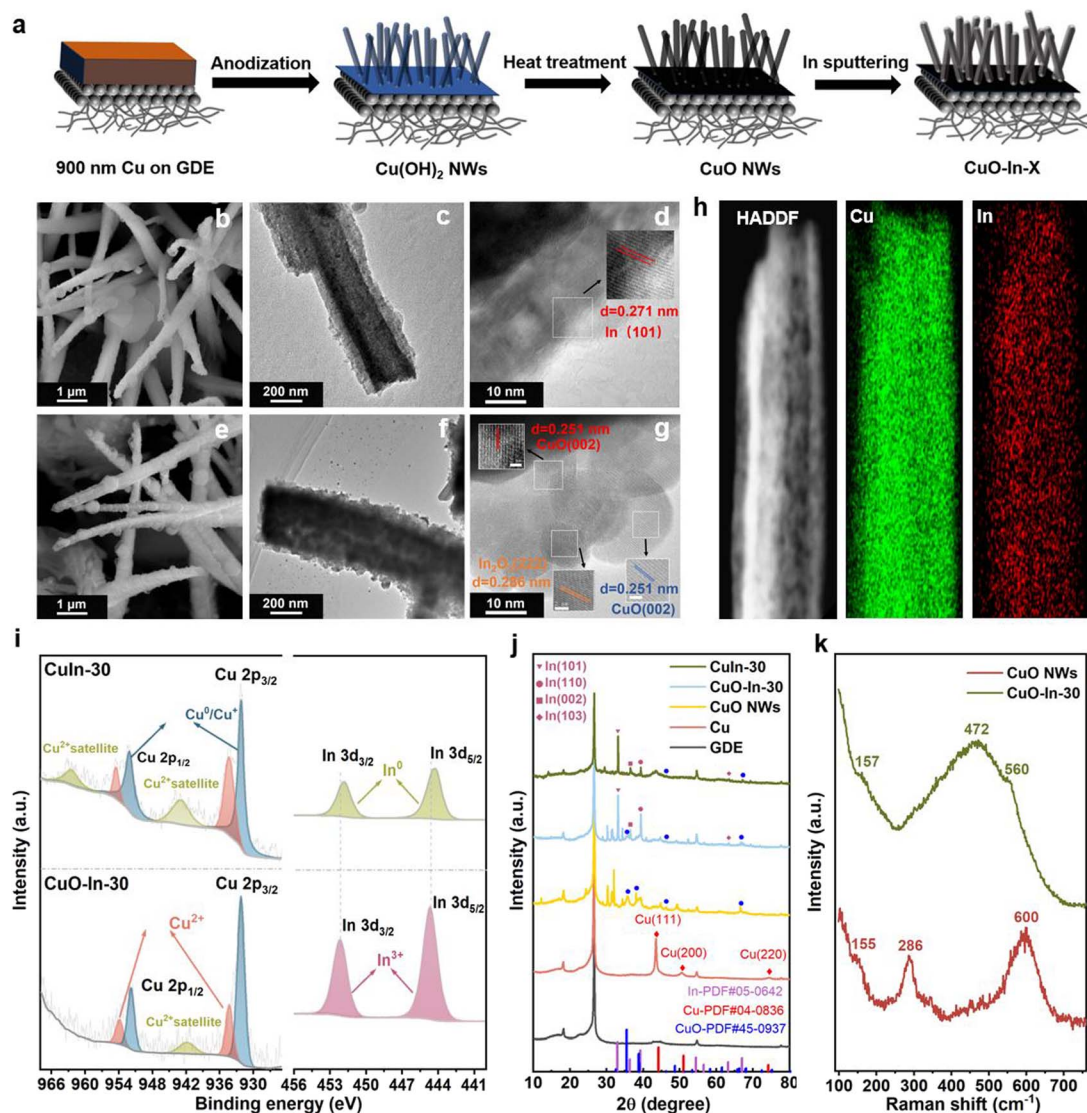 a
Anodization
Heat treatment
In sputtering
900 nm Cu on GDE
Cu(OH)₂ NWs
CuO NWs
CuO-In-X
b
1 µm
c
200 nm
d
d=0.271 nm
In (101)
10 nm
e
1 µm
f
200 nm
g
d=0.251 nm
CuO(002)
d=0.286 nm
d=0.251 nm
CuO(002)
10 nm
h
HADDF
Cu
In
i
CuIn-30
Cu 2p3/2
Cu⁰/Cu⁺
Cu²⁺satellite
Cu 2p1/2
Cu²⁺satellite
In 3d3/2
In 3d5/2
In⁰
CuO-In-30
Cu 2p3/2
Cu²⁺
Cu 2p1/2
Cu²⁺satellite
In 3d3/2
In 3d5/2
In³⁺
Intensity (a.u.)
966 960 954 948 942 936 930
456 453 450 447 444 441
Binding energy (eV)
j
In(101)
In(110)
In(002)
In(103)
CuIn-30
CuO-In-30
CuO NWs
Cu
GDE
Cu(111)
Cu(200)
Cu(220)
In-PDF#05-0642
Cu-PDF#04-0836
CuO-PDF#45-0937
Intensity (a.u.)
10 20 30 40 50 60 70 80
2θ (degree)
k
CuO NWs
CuO-In-30
157
472
560
155
286
600
Intensity (a.u.)
100 200 300 400 500 600 700
Raman shift (cm⁻¹)